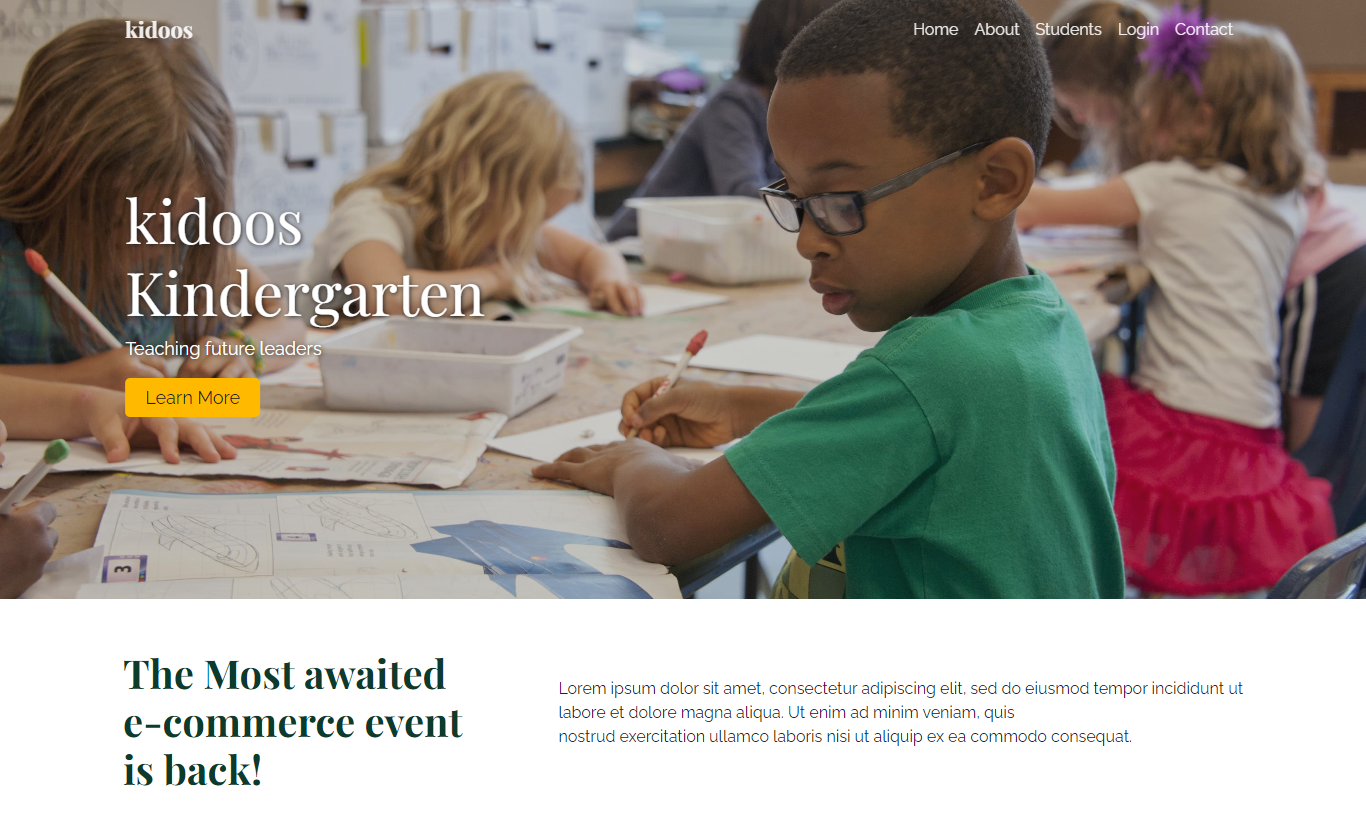 kidoos
Home About Students Login Contact
kidoos
Kindergarten
Teaching future leaders
Learn More
3
The Most awaited
e-commerce event
is back!
Lorem ipsum dolor sit amet, consectetur adipiscing elit, sed do eiusmod tempor incididunt ut
labore et dolore magna aliqua. Ut enim ad minim veniam, quis
nostrud exercitation ullamco laboris nisi ut aliquip ex ea commodo consequat.